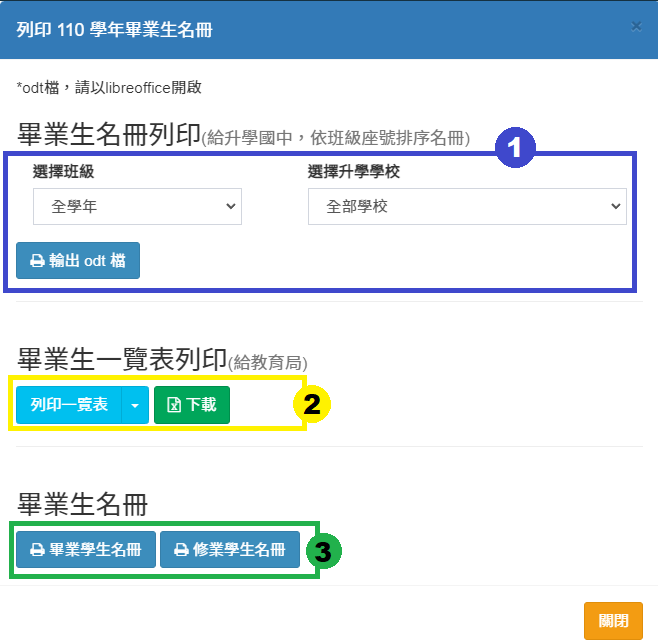 列印 110 學年畢業生名冊
×
*odt檔，請以libreoffice開啟
畢業生名冊列印(給升學國中，依班級座號排序名冊)
1
選擇班級 選擇升學學校
全學年 全部學校
輸出 odt 檔
畢業生一覽表列印(給教育局)
列印一覽表 下載
2
畢業生名冊
畢業學生名冊 修業學生名冊
3
關閉